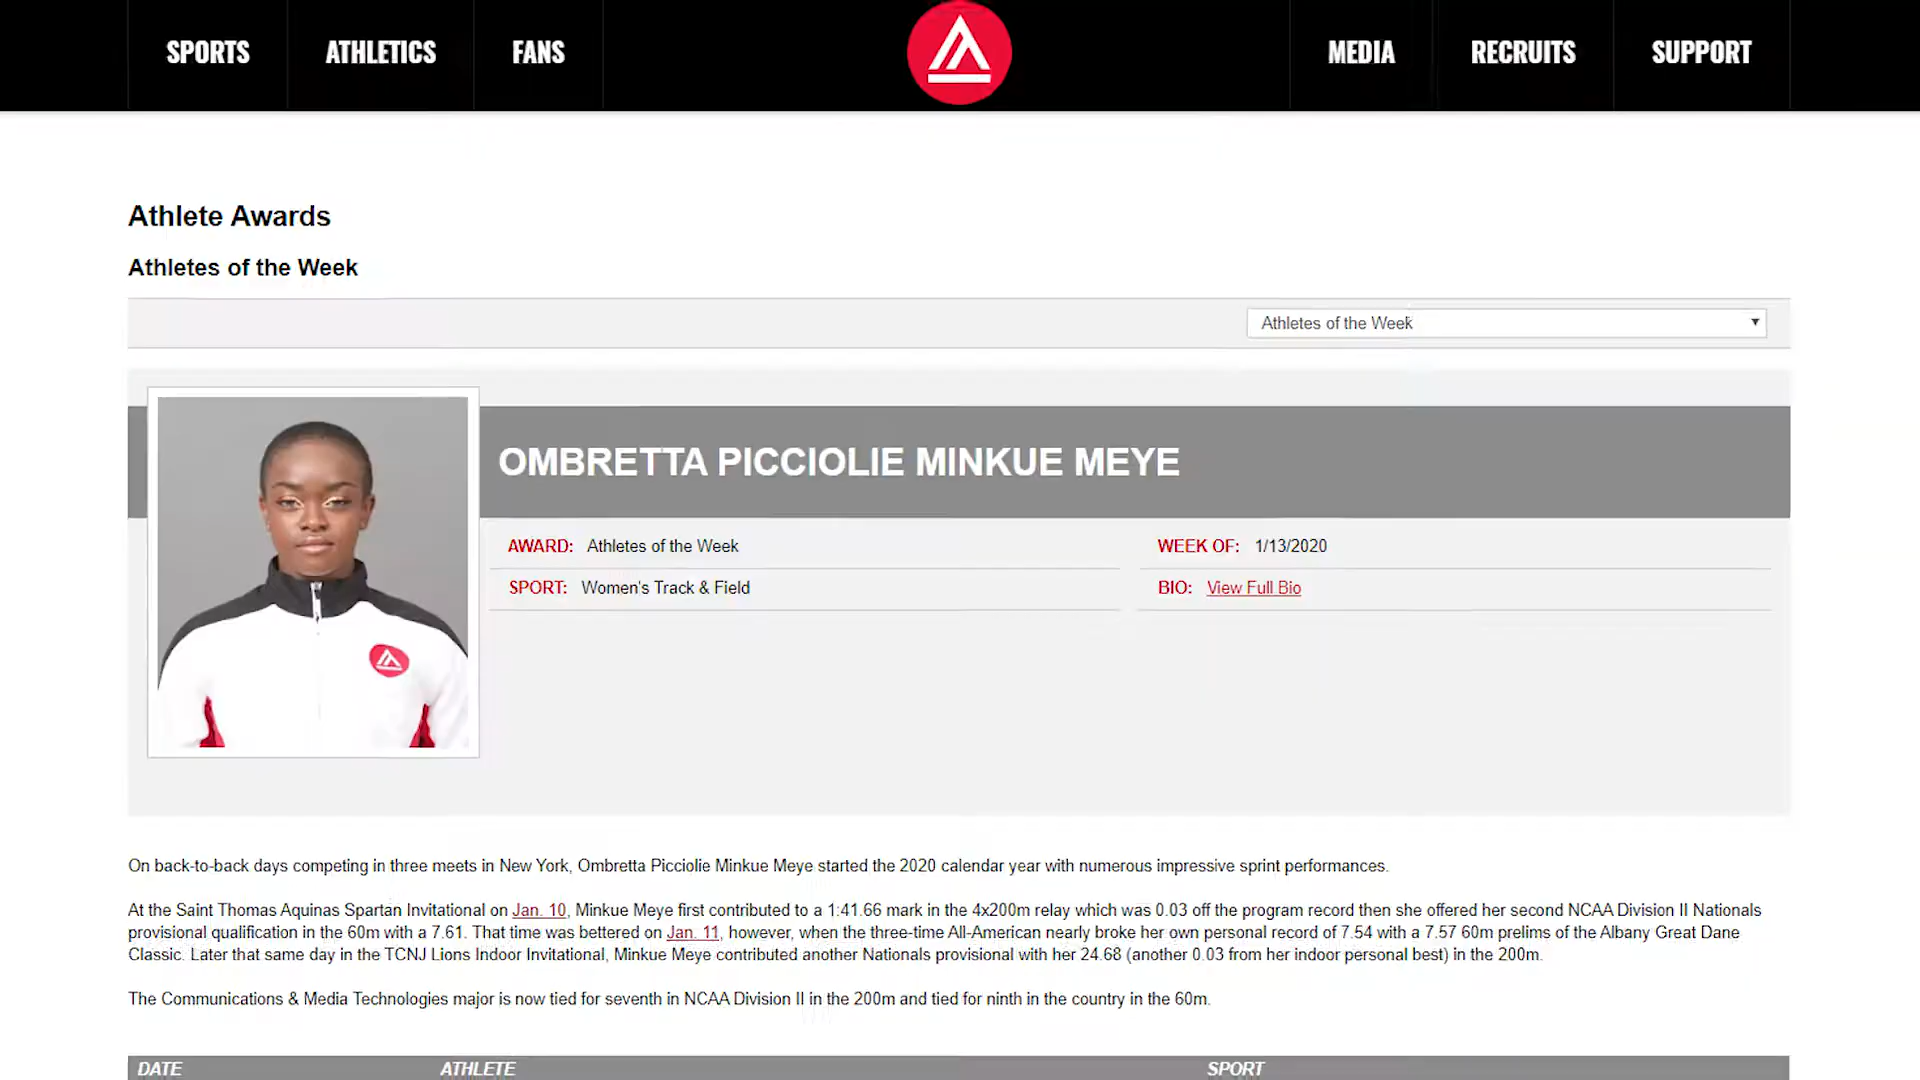 SPORTS ATHLETICS FANS MEDIA RECRUITS SUPPORT
Athlete Awards
Athletes of the Week
Athletes of the Week
OMBRETTA PICCIOLIE MINKUE MEYE
AWARD: Athletes of the Week WEEK OF: 1/13/2020
SPORT: Women's Track & Field BIO: View Full Bio
On back-to-back days competing in three meets in New York, Ombretta Picciolie Minkue Meye started the 2020 calendar year with numerous impressive sprint performances.
At the Saint Thomas Aquinas Spartan Invitational on Jan. 10, Minkue Meye first contributed to a 1:41.66 mark in the 4x200m relay which was 0.03 off the program record then she offered her second NCAA Division II Nationals
provisional qualification in the 60m with a 7.61. That time was bettered on Jan. 11, however, when the three-time All-American nearly broke her own personal record of 7.54 with a 7.57 60m prelims of the Albany Great Dane
Classic. Later that same day in the TCNJ Lions Indoor Invitational, Minkue Meye contributed another Nationals provisional with her 24.68 (another 0.03 from her indoor personal best) in the 200m.
The Communications & Media Technologies major is now tied for seventh in NCAA Division II in the 200m and tied for ninth in the country in the 60m.
DATE ATHLETE SPORT